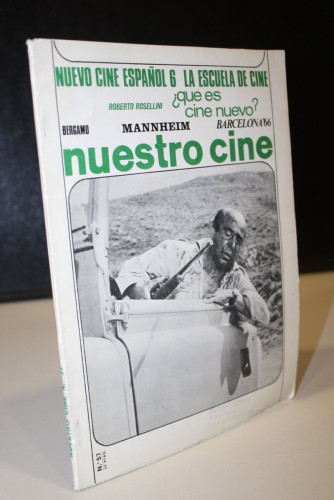 NUEVO CINE ESPAÑOL 6 LA ESCUELA DE CINE
ROBERTO ROSELLINI ¿que es cine nuevo?
BERGAMO MANNHEIM BARCELONA'66
nuestro cine
N.º 57